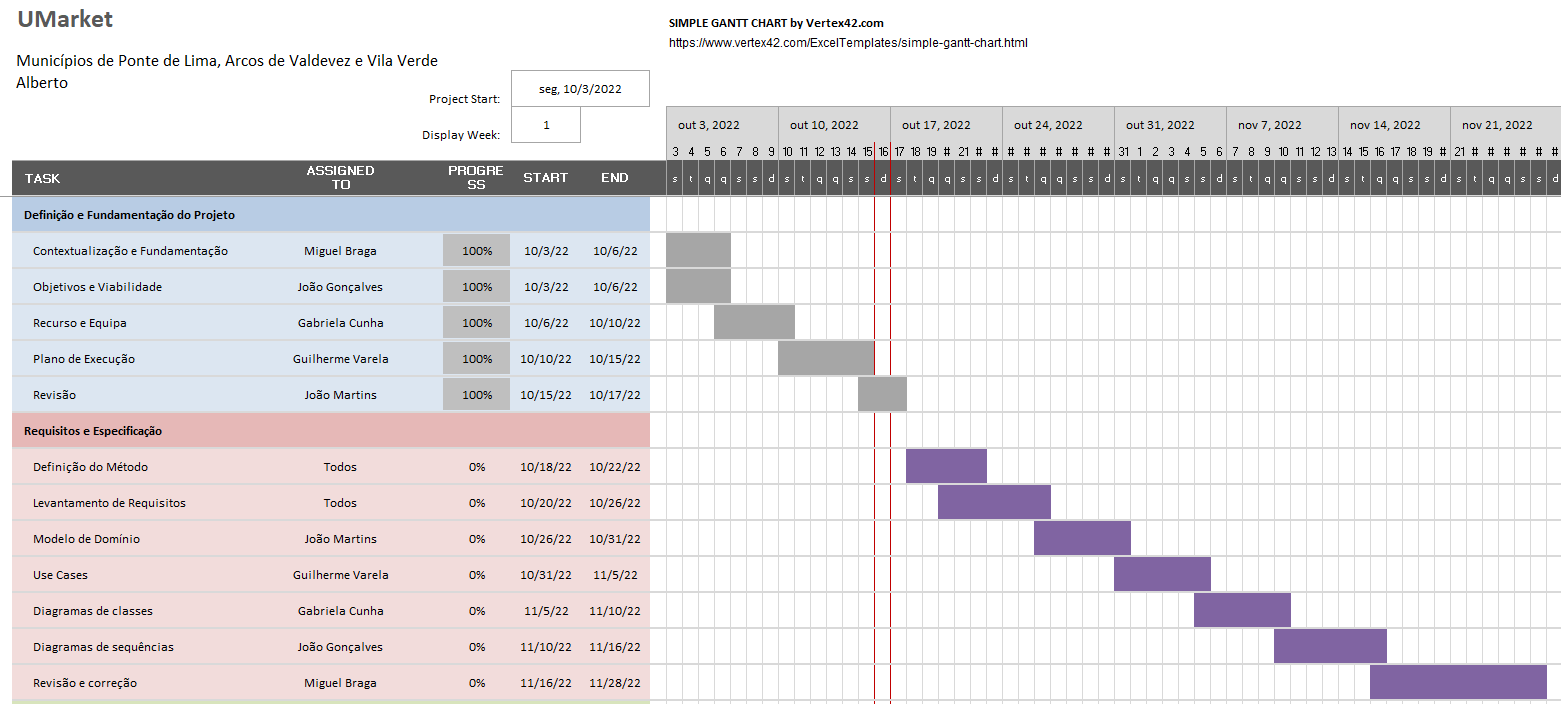 UMarket
SIMPLE GANTT CHART by Vertex42.com
https://www.vertex42.com/ExcelTemplates/simple-gantt-chart.html
Municípios de Ponte de Lima, Arcos de Valdevez e Vila Verde
Alberto
Project Start: seg, 10/3/2022
Display Week: 1
out 3, 2022 out 10, 2022 out 17, 2022 out 24, 2022 out 31, 2022 nov 7, 2022 nov 14, 2022 nov 21, 2022
3 4 5 6 7 8 9 10 11 12 13 14 15 16 17 18 19 # 21 # # # # # # # # # 31 1 2 3 4 5 6 7 8 9 10 11 12 13 14 15 16 17 18 19 # 21 # # # # # #
TASK ASSIGNED TO PROGRE SS START END s t q q s s d s t q q s s d s t q q s s d s t q q s s d s t q q s s d s t q q s s d s t q q s s d s t q q s s d
Definição e Fundamentação do Projeto
Contextualização e Fundamentação Miguel Braga 100% 10/3/22 10/6/22
Objetivos e Viabilidade João Gonçalves 100% 10/3/22 10/6/22
Recurso e Equipa Gabriela Cunha 100% 10/6/22 10/10/22
Plano de Execução Guilherme Varela 100% 10/10/22 10/15/22
Revisão João Martins 100% 10/15/22 10/17/22
Requisitos e Especificação
Definição do Método Todos 0% 10/18/22 10/22/22
Levantamento de Requisitos Todos 0% 10/20/22 10/26/22
Modelo de Domínio João Martins 0% 10/26/22 10/31/22
Use Cases Guilherme Varela 0% 10/31/22 11/5/22
Diagramas de classes Gabriela Cunha 0% 11/5/22 11/10/22
Diagramas de sequências João Gonçalves 0% 11/10/22 11/16/22
Revisão e correção Miguel Braga 0% 11/16/22 11/28/22